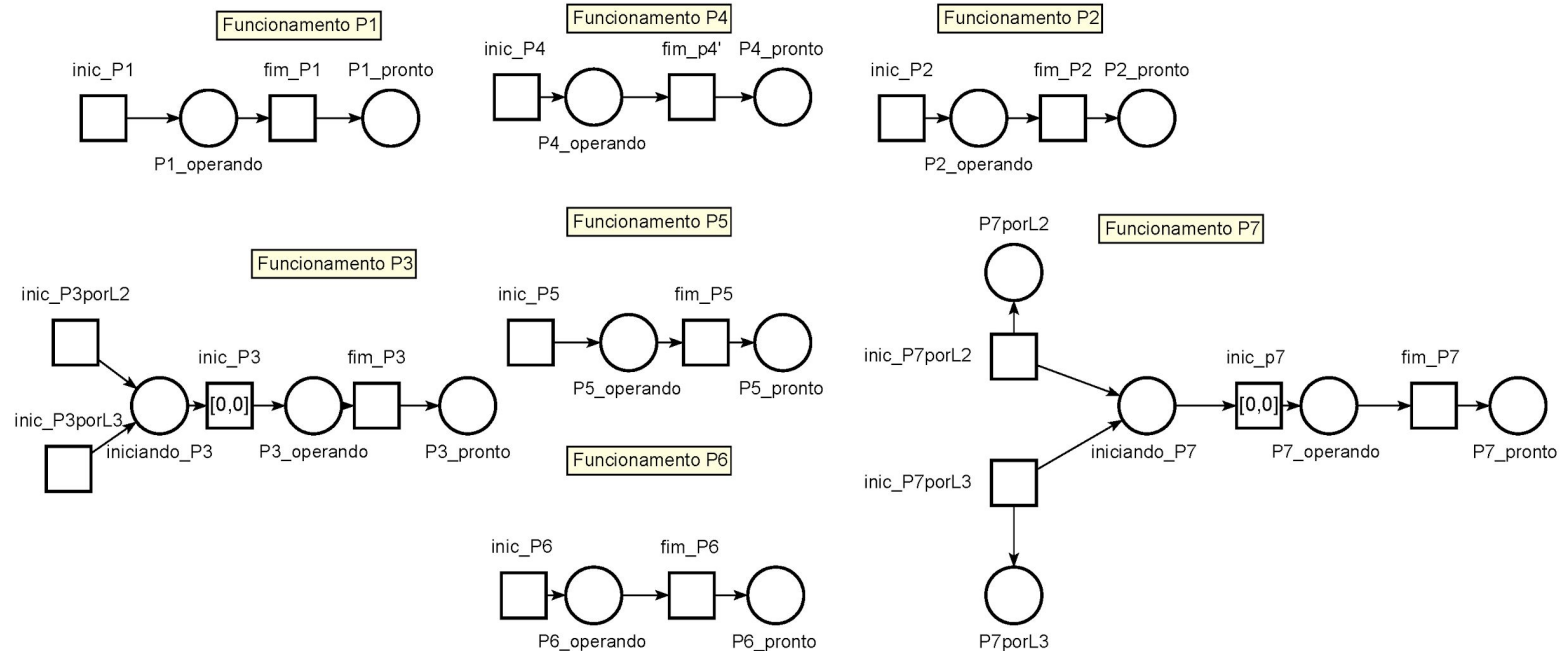 Funcionamento P1
inic_P1
fim_P1
P1_pronto
P1_operando
Funcionamento P4
inic_P4
fim_p4'
P4_pronto
P4_operando
Funcionamento P2
inic_P2
fim_P2
P2_pronto
P2_operando
Funcionamento P3
inic_P3porL2
inic_P3
fim_P3
[0,0]
inic_P3porL3
iniciando_P3
P3_operando
P3_pronto
Funcionamento P5
inic_P5
fim_P5
P5_operando
P5_pronto
Funcionamento P6
inic_P6
fim_P6
P6_operando
P6_pronto
Funcionamento P7
P7porL2
inic_P7porL2
inic_p7
fim_P7
[0,0]
iniciando_P7
P7_operando
P7_pronto
inic_P7porL3
P7porL3